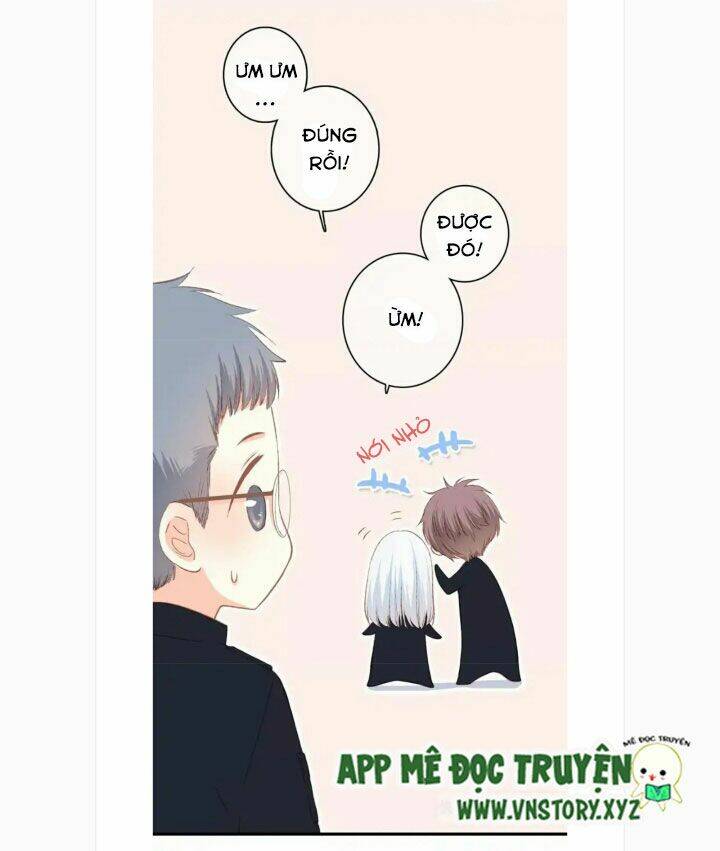 ƯM ƯM
...
ĐÚNG
RỒI!
ĐƯỢC
ĐÓ!
ỪM!
NÓI NHỎ
MÊ ĐỌC TRUYỆN
APP MÊ ĐỌC TRUYỆN
WWW.VNSTORY.XYZ